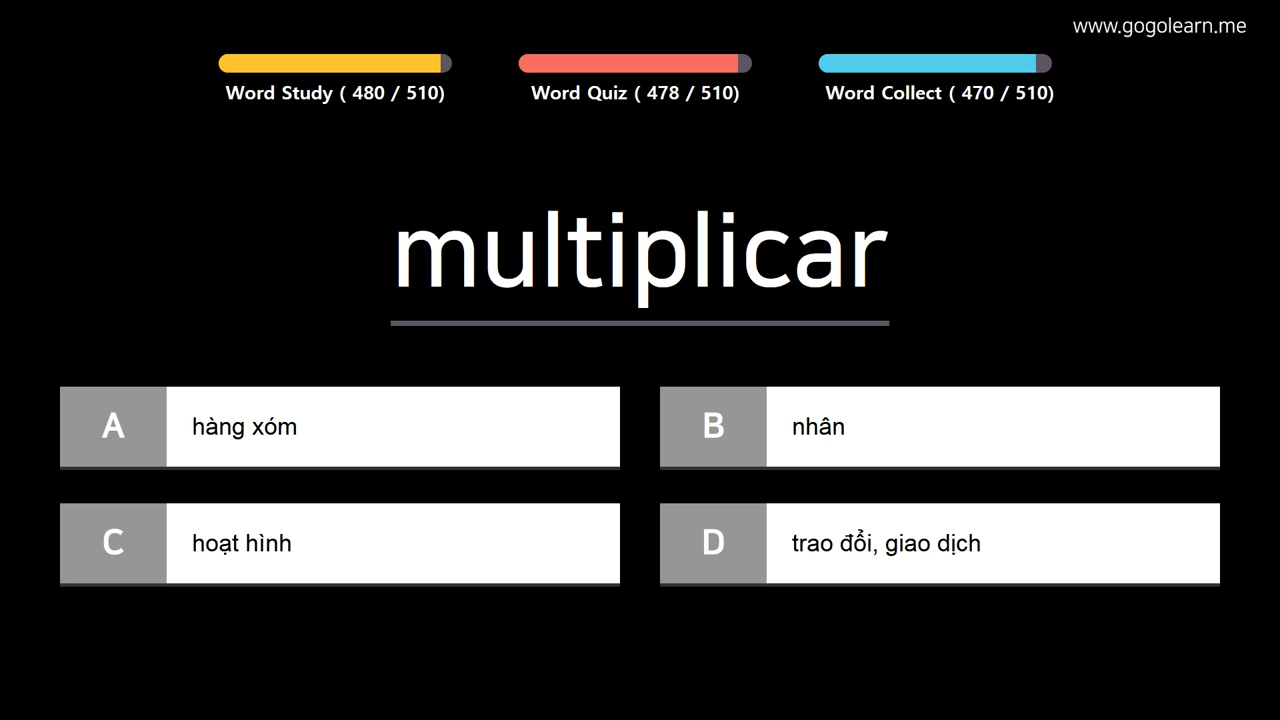 www.gogolearn.me
Word Study ( 480 / 510)
Word Quiz ( 478 / 510)
Word Collect ( 470 / 510)
multiplicar
A
hàng xóm
B
nhân
C
hoạt hình
D
trao đổi, giao dịch